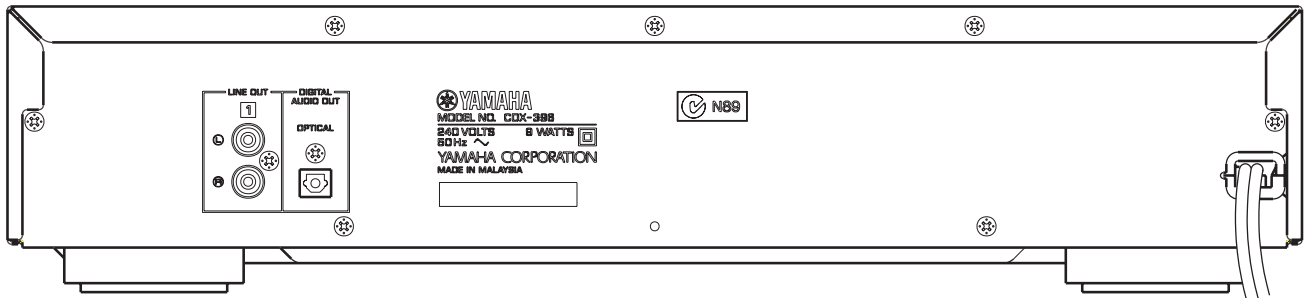 LINE OUT
1
L
R
DIGITAL
AUDIO OUT
OPTICAL
YAMAHA
MODEL NO. CDX-396
240 VOLTS 9 WATTS
50Hz ~
YAMAHA CORPORATION
MADE IN MALAYSIA
N89